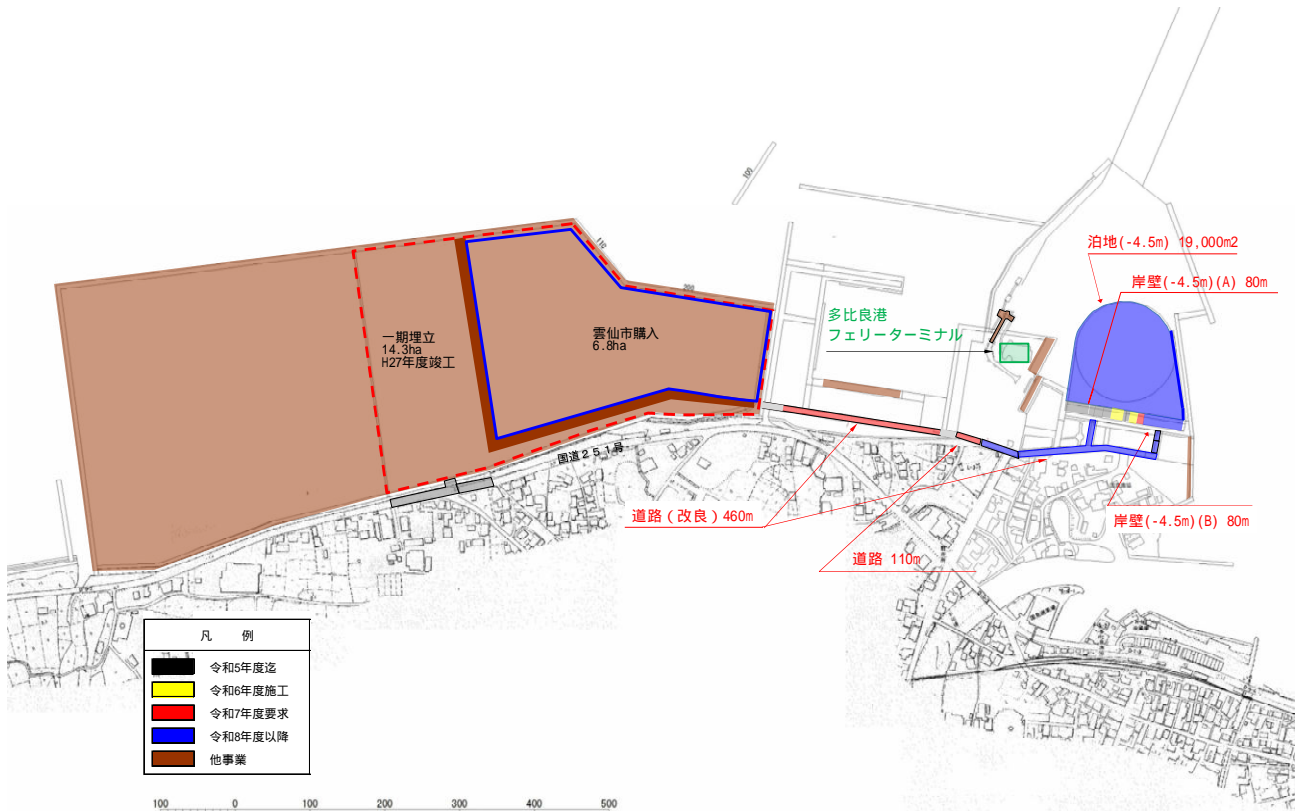 100
泊地(-4.5m) 19,000m2
岸壁(-4.5m)(A) 80m
110
200
多比良港
フェリーターミナル
一期埋立
14.3ha
H27年度竣工
雲仙市購入
6.8ha
国道251号
道路(改良)460m
岸壁(-4.5m)(B) 80m
道路 110m
凡 例
令和5年度迄
令和6年度施工
令和7年度要求
令和8年度以降
他事業
100 0 100 200 300 400 500